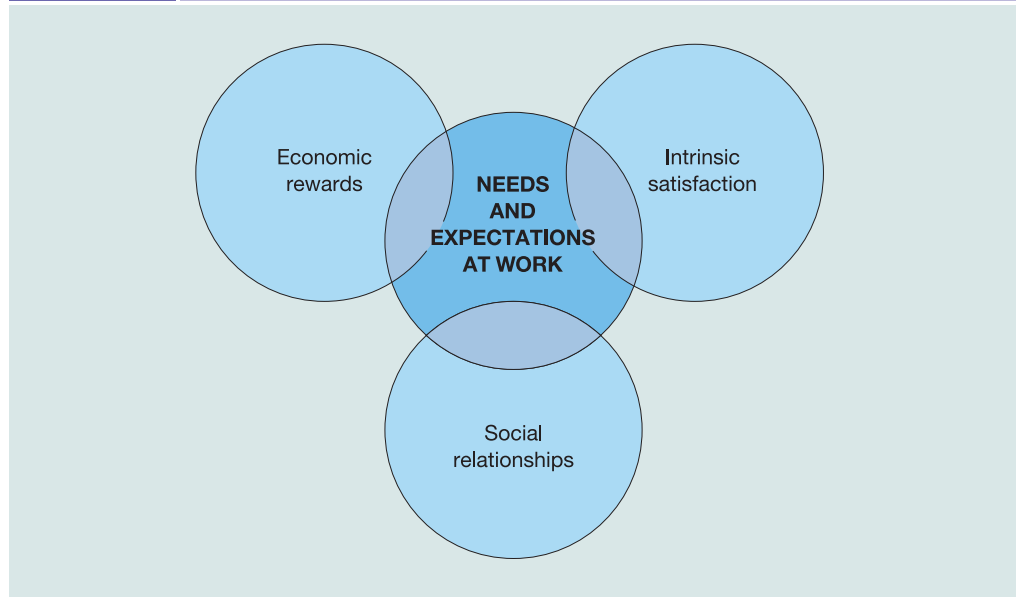 Economic
rewards
Intrinsic
satisfaction
NEEDS
AND
EXPECTATIONS
AT WORK
Social
relationships